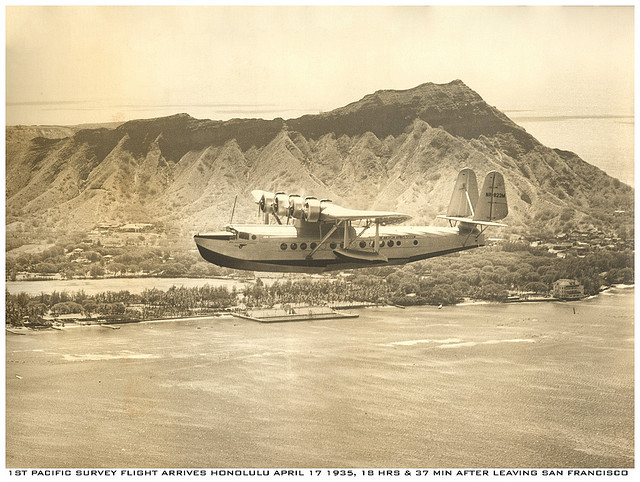 1ST PACIFIC SURVEY FLIGHT ARRIVES HONOLULU APRIL 17 1935, 18 HRS & 37 MIN AFTER LEAVING SAN FRANCISCO